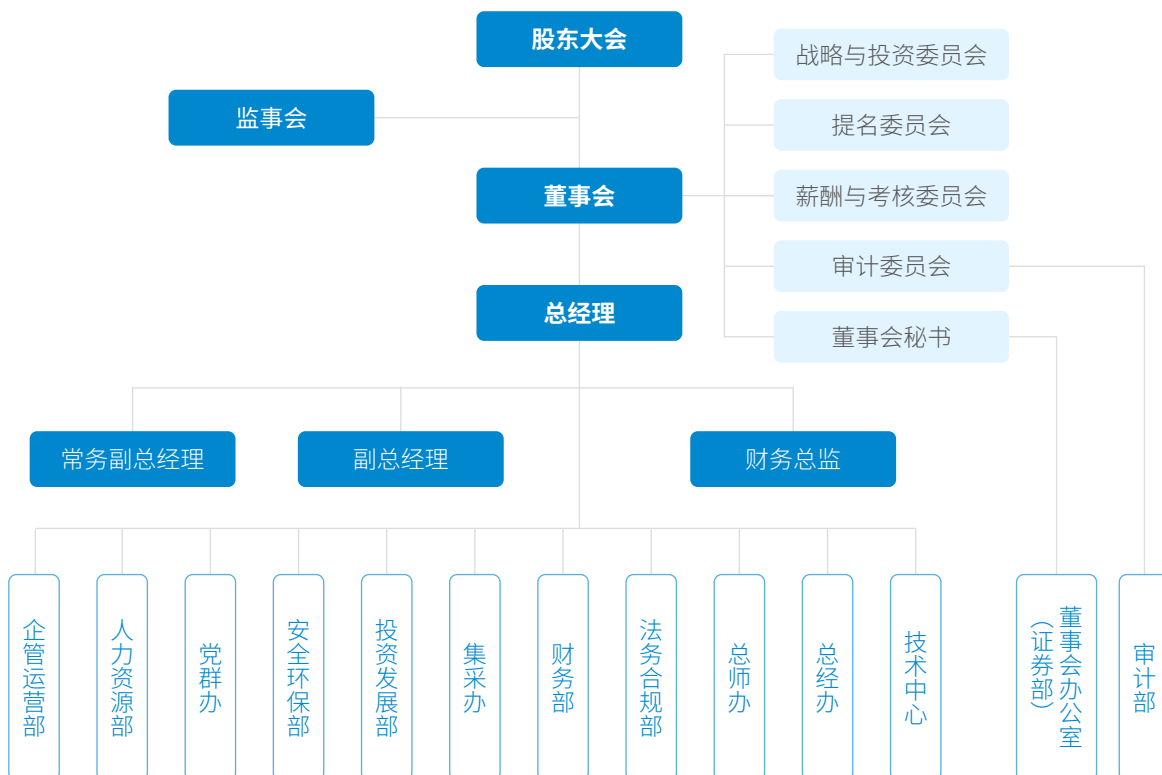 股东大会
战略与投资委员会
监事会
提名委员会
董事会
薪酬与考核委员会
审计委员会
总经理
董事会秘书
常务副总经理
副总经理
财务总监
企管运营部
人力资源部
党群办
安全环保部
投资发展部
集采办
财务部
法务合规部
总师办
总经办
技术中心
董事会办公室
（证券部）
审计部